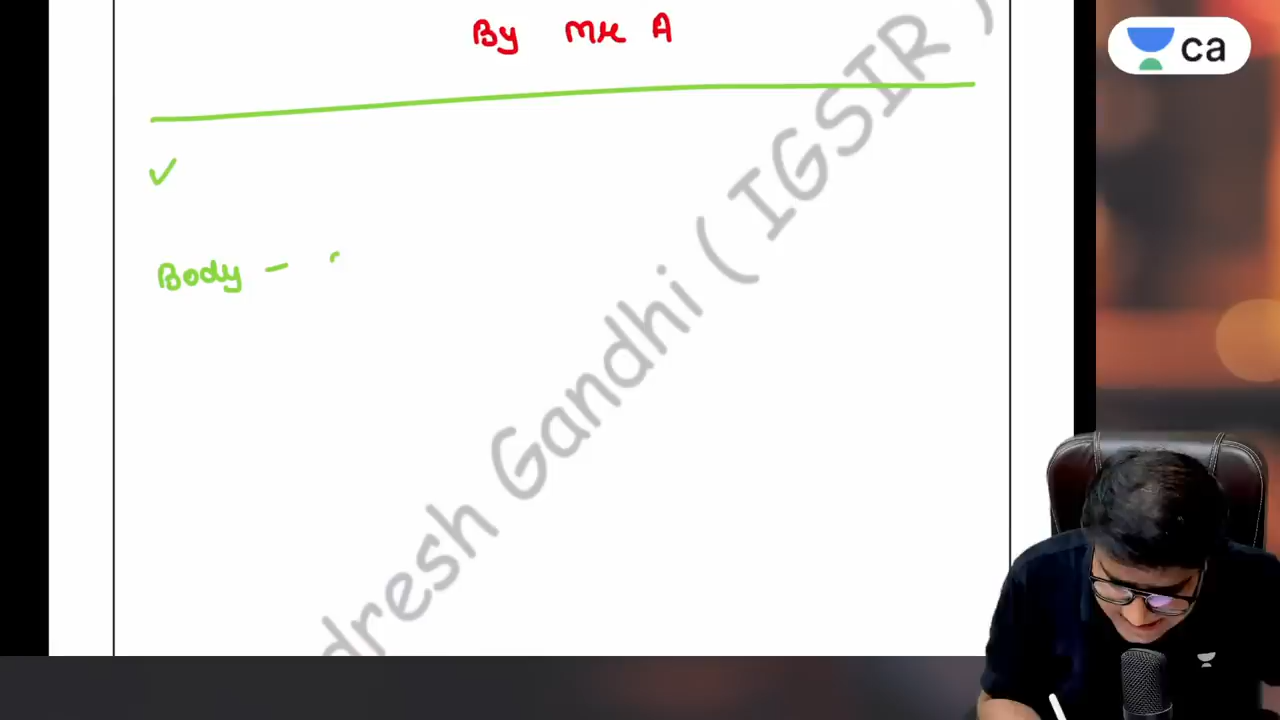 By Mr A
ca
✓
Body -
dresh Gandhi ( IGSIR )